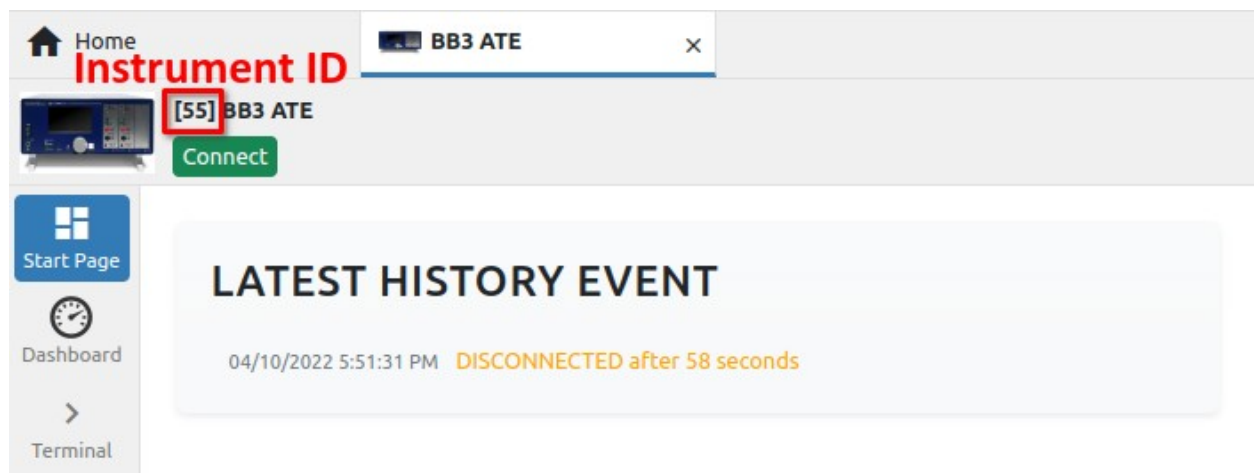 Home
BB3 ATE
×
Instrument ID
[55] BB3 ATE
Connect
Start Page
Dashboard
Terminal
LATEST HISTORY EVENT
04/10/2022 5:51:31 PM DISCONNECTED after 58 seconds